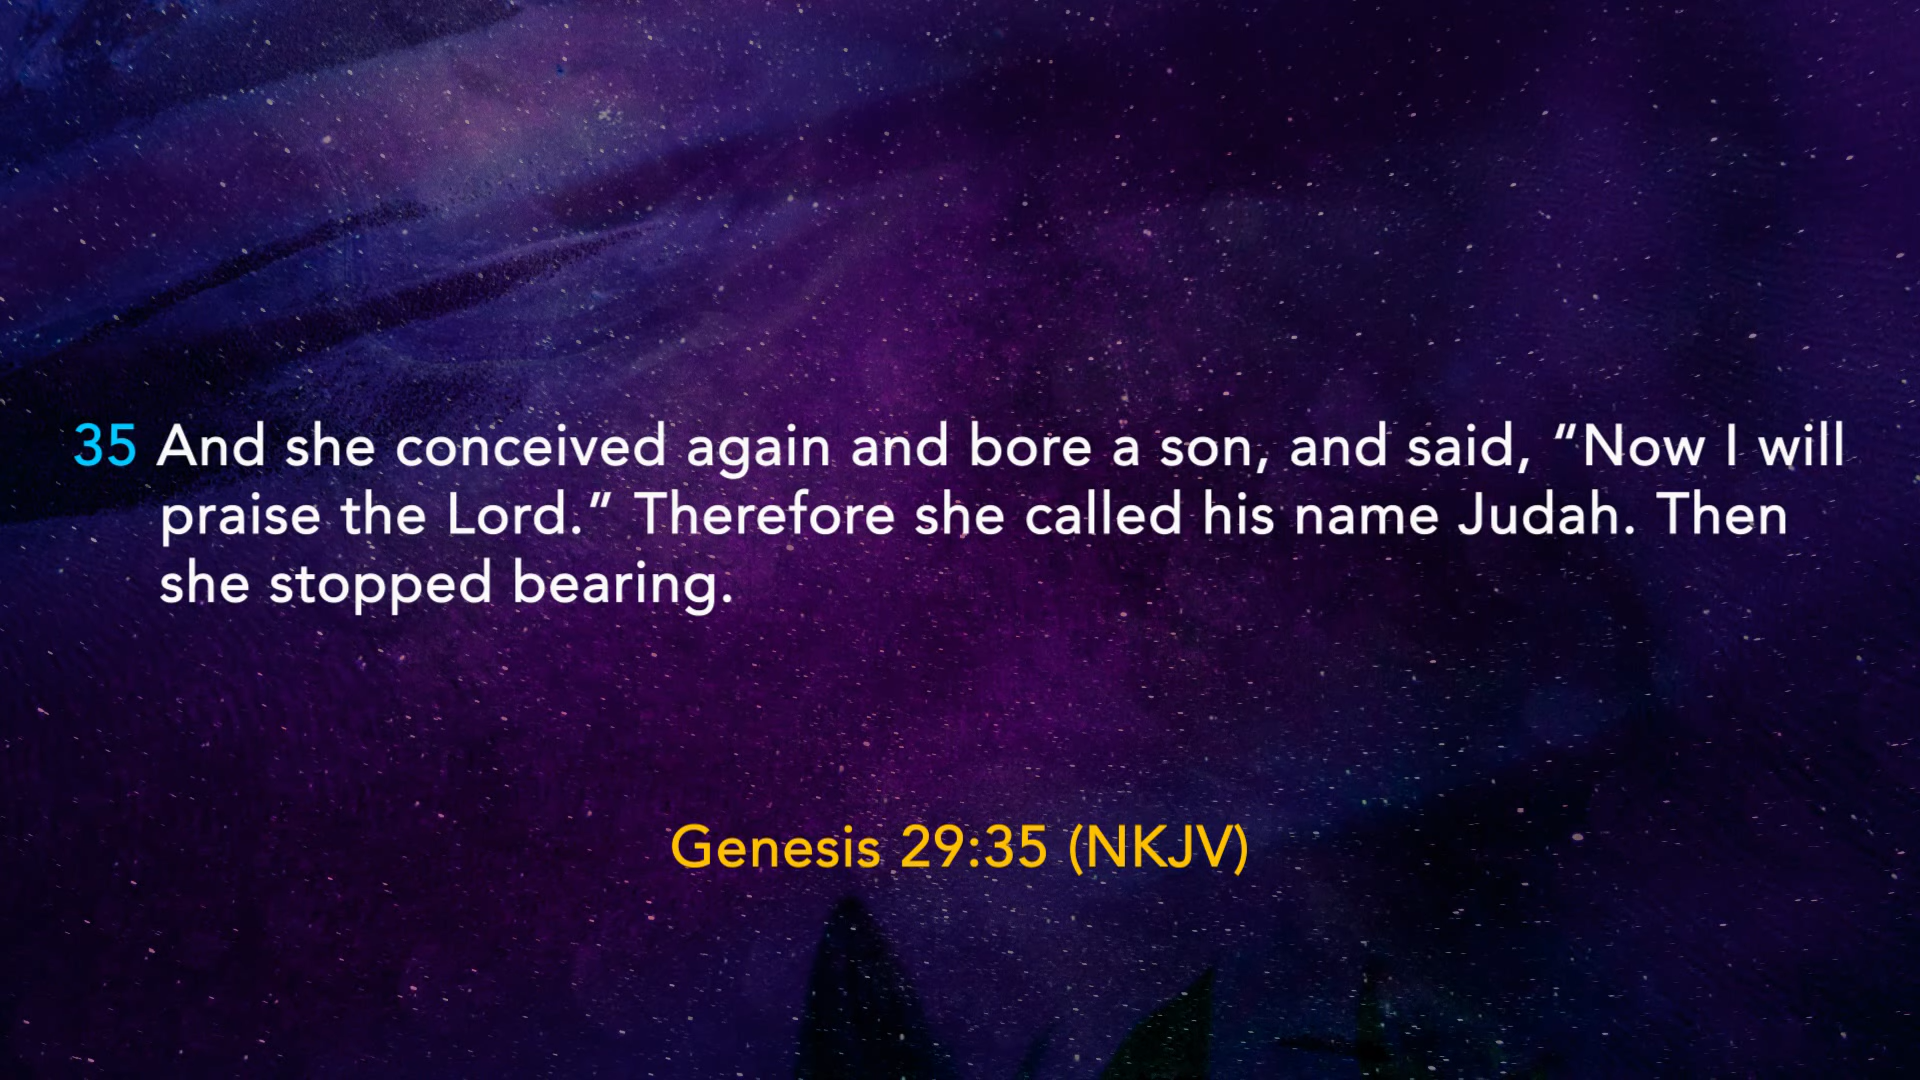 35 And she conceived again and bore a son, and said, “Now I will
praise the Lord.” Therefore she called his name Judah. Then
she stopped bearing.
Genesis 29:35 (NKJV)